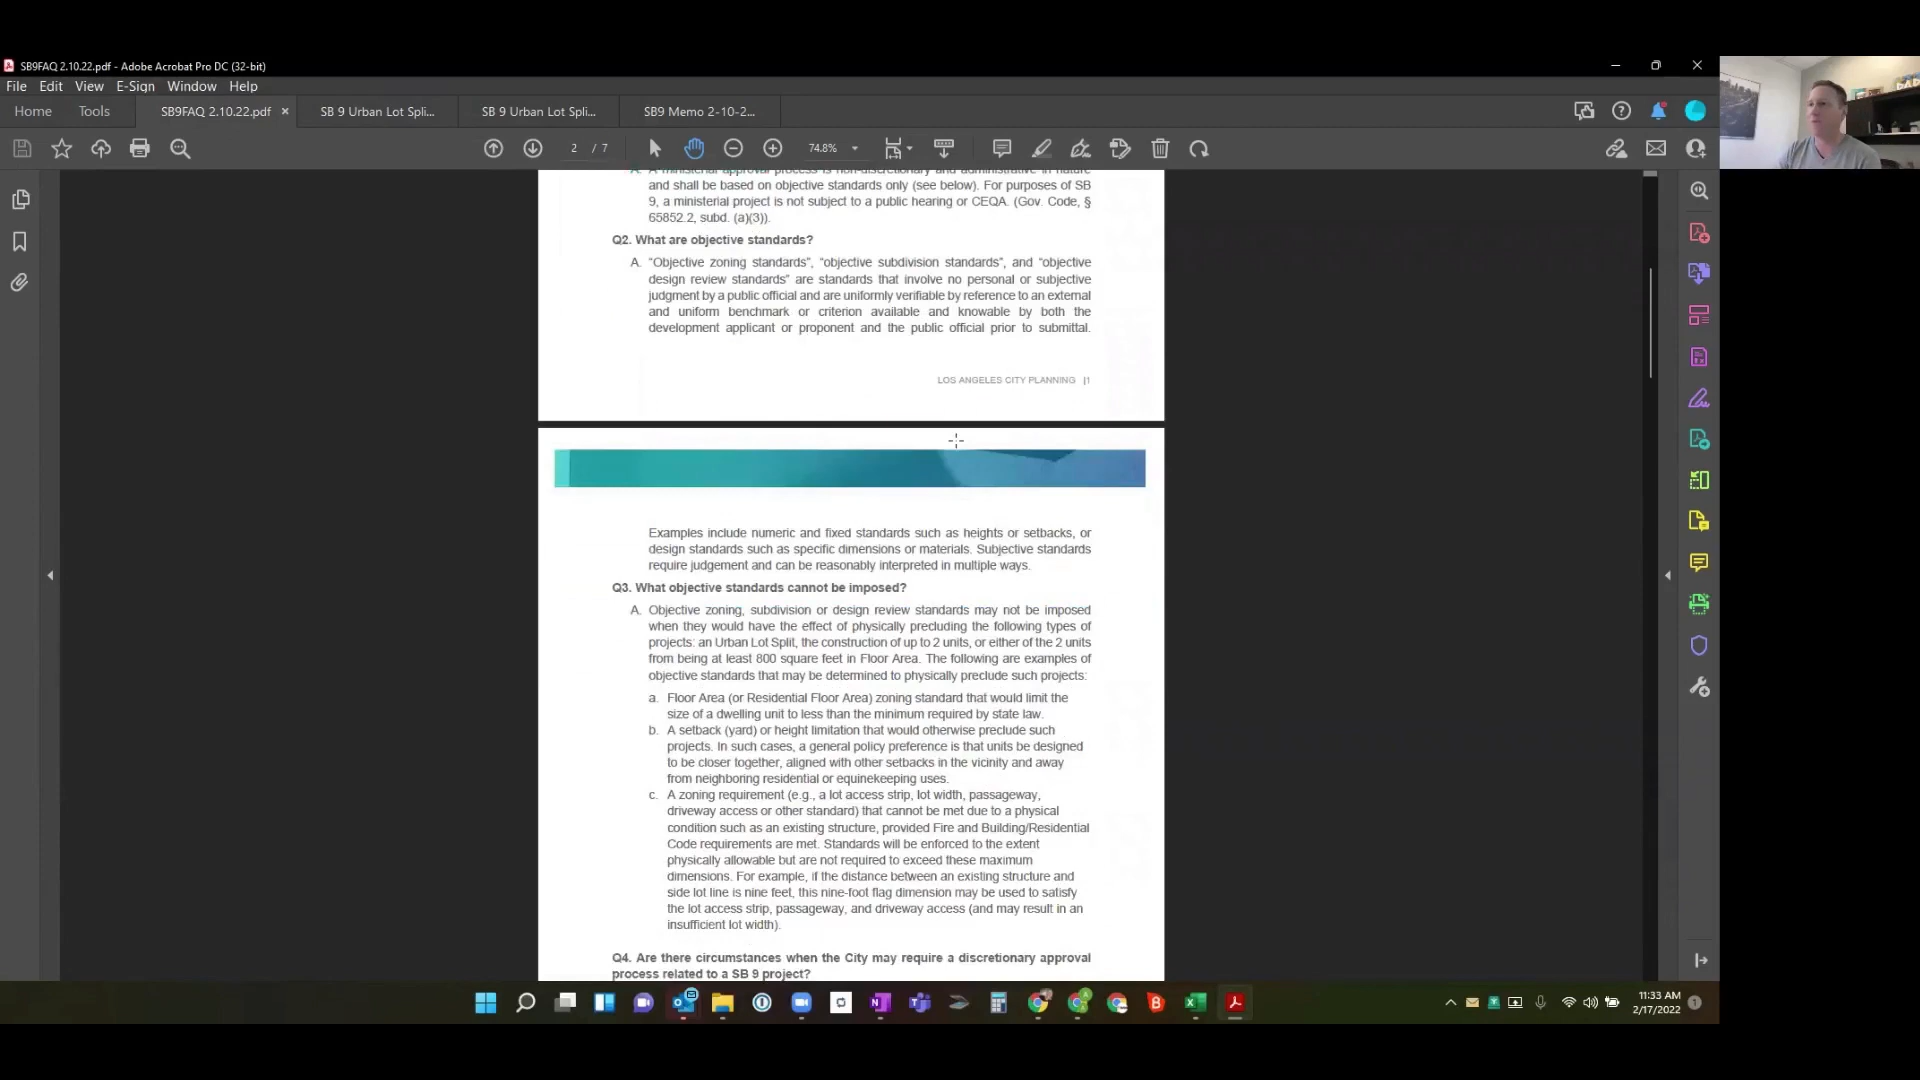 SB9FAQ 2.10.22.pdf - Adobe Acrobat Pro DC (32-bit)
File Edit View E-Sign Window Help
Home Tools SB9FAQ 2.10.22.pdf × SB 9 Urban Lot Spli... SB 9 Urban Lot Spli... SB9 Memo 2-10-2...
2 / 7 74.8%
A. A ministerial approval process is non-discretionary and administrative in nature
and shall be based on objective standards only (see below). For purposes of SB
9, a ministerial project is not subject to a public hearing or CEQA. (Gov. Code, §
65852.2, subd. (a)(3)).
Q2. What are objective standards?
A. “Objective zoning standards”, “objective subdivision standards”, and “objective
design review standards” are standards that involve no personal or subjective
judgment by a public official and are uniformly verifiable by reference to an external
and uniform benchmark or criterion available and knowable by both the
development applicant or proponent and the public official prior to submittal.
LOS ANGELES CITY PLANNING |1
Examples include numeric and fixed standards such as heights or setbacks, or
design standards such as specific dimensions or materials. Subjective standards
require judgement and can be reasonably interpreted in multiple ways.
Q3. What objective standards cannot be imposed?
A. Objective zoning, subdivision or design review standards may not be imposed
when they would have the effect of physically precluding the following types of
projects: an Urban Lot Split, the construction of up to 2 units, or either of the 2 units
from being at least 800 square feet in Floor Area. The following are examples of
objective standards that may be determined to physically preclude such projects:
a. Floor Area (or Residential Floor Area) zoning standard that would limit the
size of a dwelling unit to less than the minimum required by state law.
b. A setback (yard) or height limitation that would otherwise preclude such
projects. In such cases, a general policy preference is that units be designed
to be closer together, aligned with other setbacks in the vicinity and away
from neighboring residential or equinekeeping uses.
c. A zoning requirement (e.g., a lot access strip, lot width, passageway,
driveway access or other standard) that cannot be met due to a physical
condition such as an existing structure, provided Fire and Building/Residential
Code requirements are met. Standards will be enforced to the extent
physically allowable but are not required to exceed these maximum
dimensions. For example, if the distance between an existing structure and
side lot line is nine feet, this nine-foot flag dimension may be used to satisfy
the lot access strip, passageway, and driveway access (and may result in an
insufficient lot width).
Q4. Are there circumstances when the City may require a discretionary approval
process related to a SB 9 project?
11:33 AM
2/17/2022
1